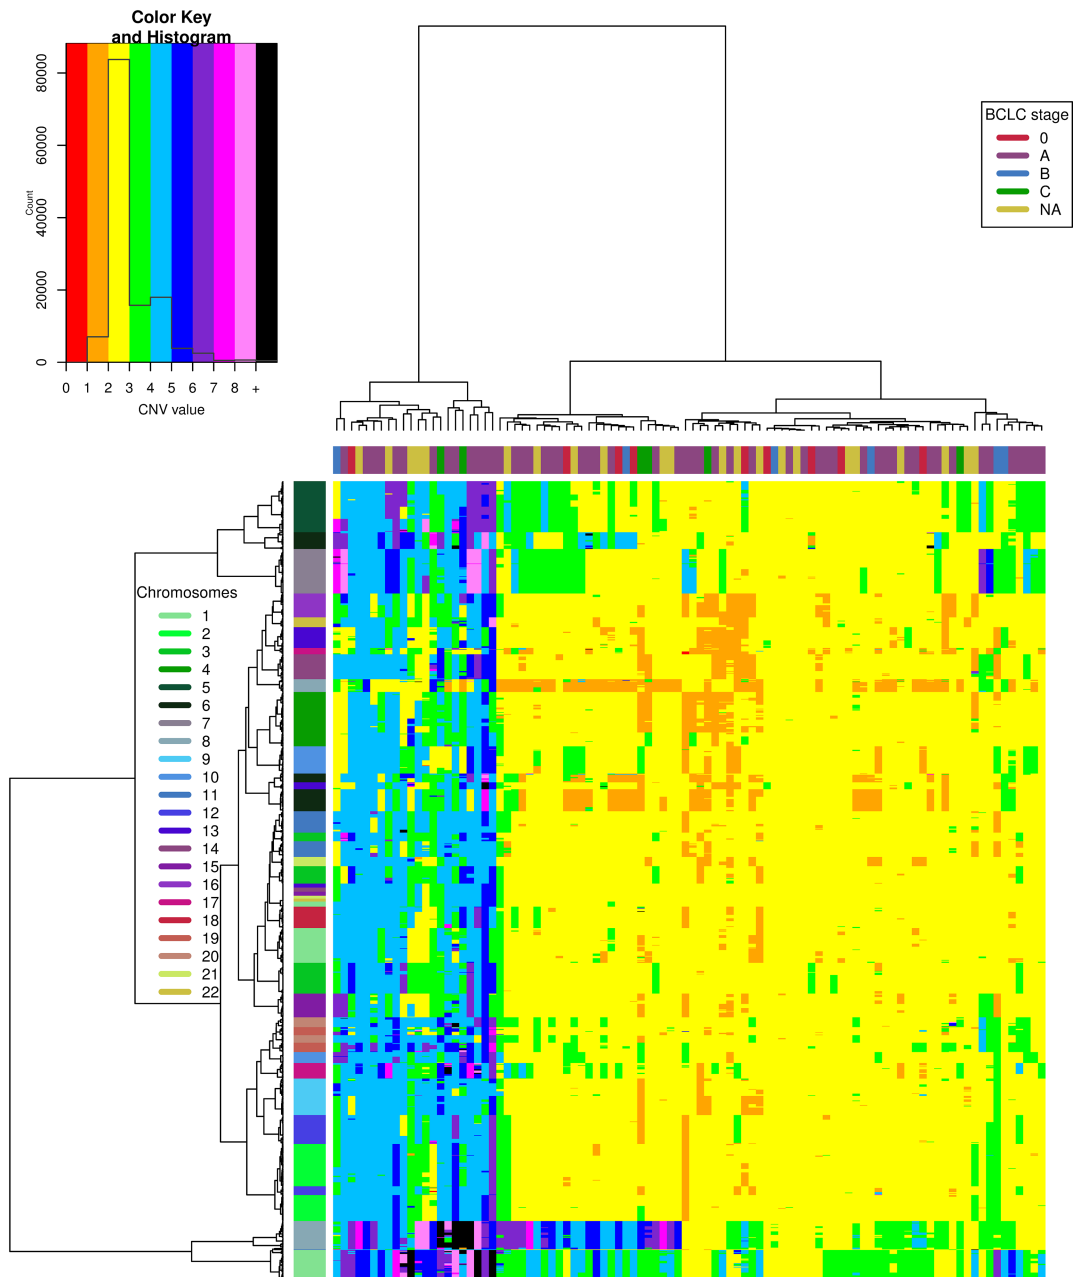 Color Key
and Histogram
Count
0
20000
40000
60000
80000
0 1 2 3 4 5 6 7 8 +
CNV value
BCLC stage
0
A
B
C
NA
Chromosomes
1
2
3
4
5
6
7
8
9
10
11
12
13
14
15
16
17
18
19
20
21
22